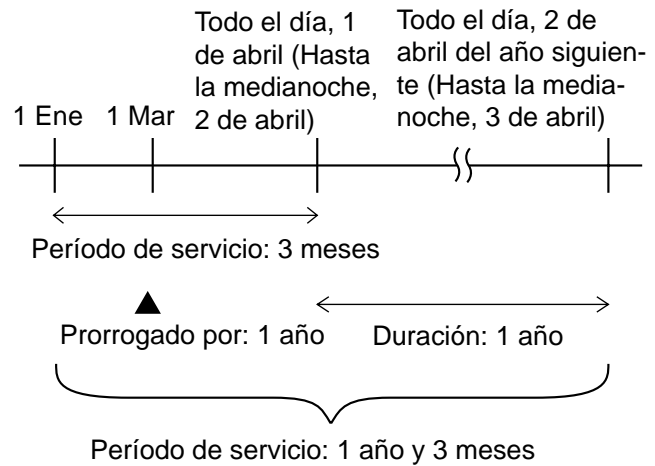 Todo el día, 1
de abril (Hasta
la medianoche,
2 de abril)
Todo el día, 2 de
abril del año siguien-
te (Hasta la media-
noche, 3 de abril)
1 Ene
1 Mar
Período de servicio: 3 meses
Prorrogado por: 1 año
Duración: 1 año
Período de servicio: 1 año y 3 meses